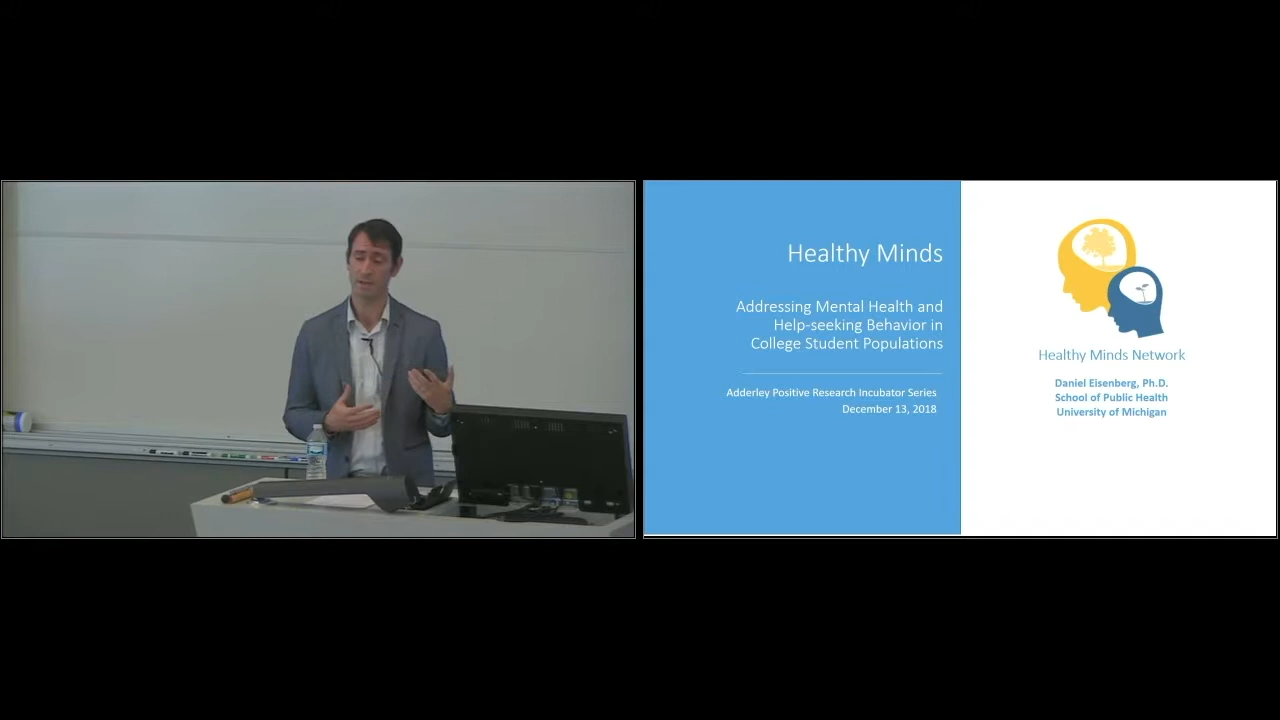 Healthy Minds
Addressing Mental Health and
Help-seeking Behavior in
College Student Populations
Adderley Positive Research Incubator Series
December 13, 2018
Healthy Minds Network
Daniel Eisenberg, Ph.D.
School of Public Health
University of Michigan